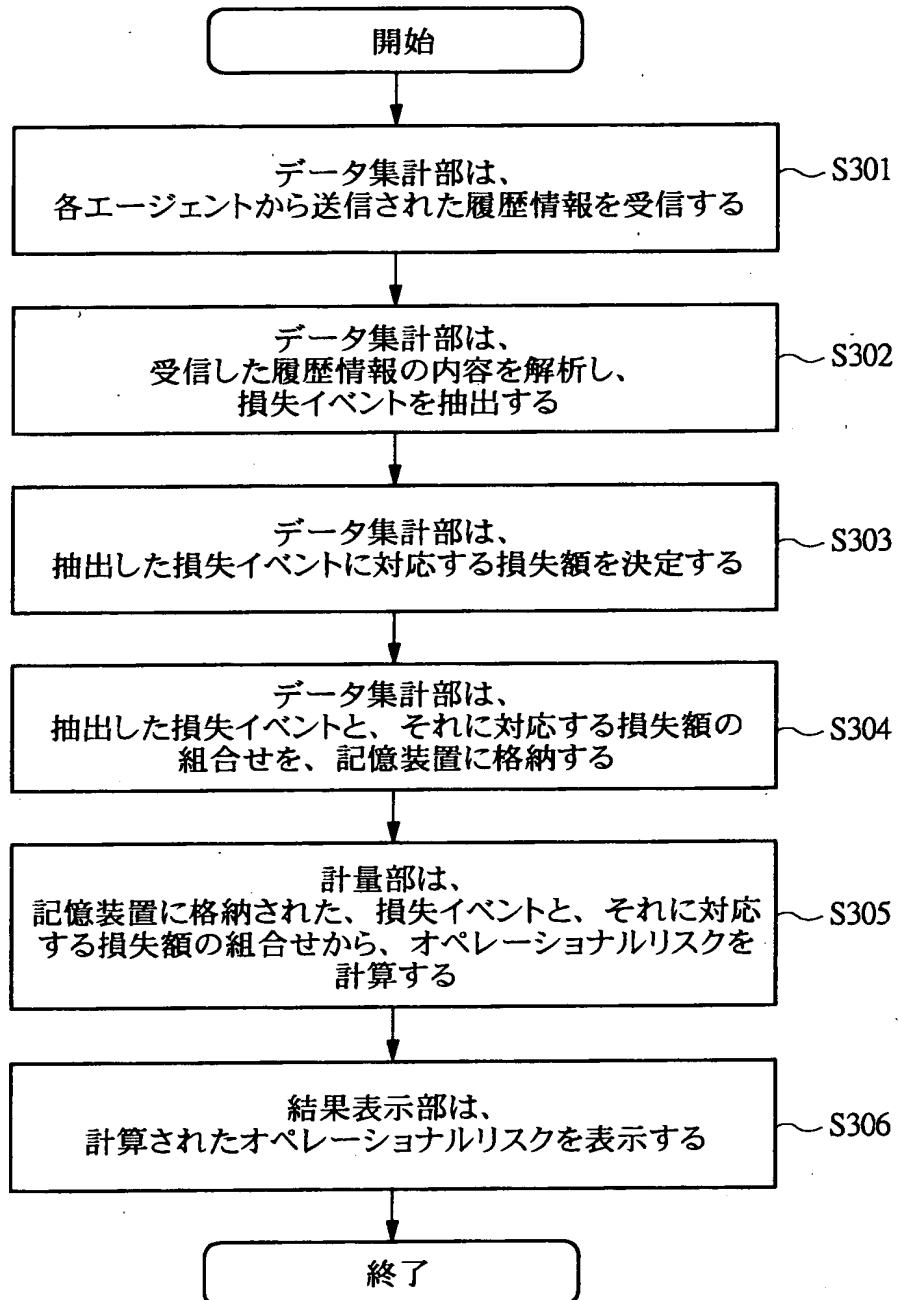 開始
データ集計部は、
各エージェントから送信された履歴情報を受信する
S301
データ集計部は、
受信した履歴情報の内容を解析し、
損失イベントを抽出する
S302
データ集計部は、
抽出した損失イベントに対応する損失額を決定する
S303
データ集計部は、
抽出した損失イベントと、それに対応する損失額の
組合せを、記憶装置に格納する
S304
計量部は、
記憶装置に格納された、損失イベントと、それに対応
する損失額の組合せから、オペレーショナルリスクを
計算する
S305
結果表示部は、
計算されたオペレーショナルリスクを表示する
S306
終了